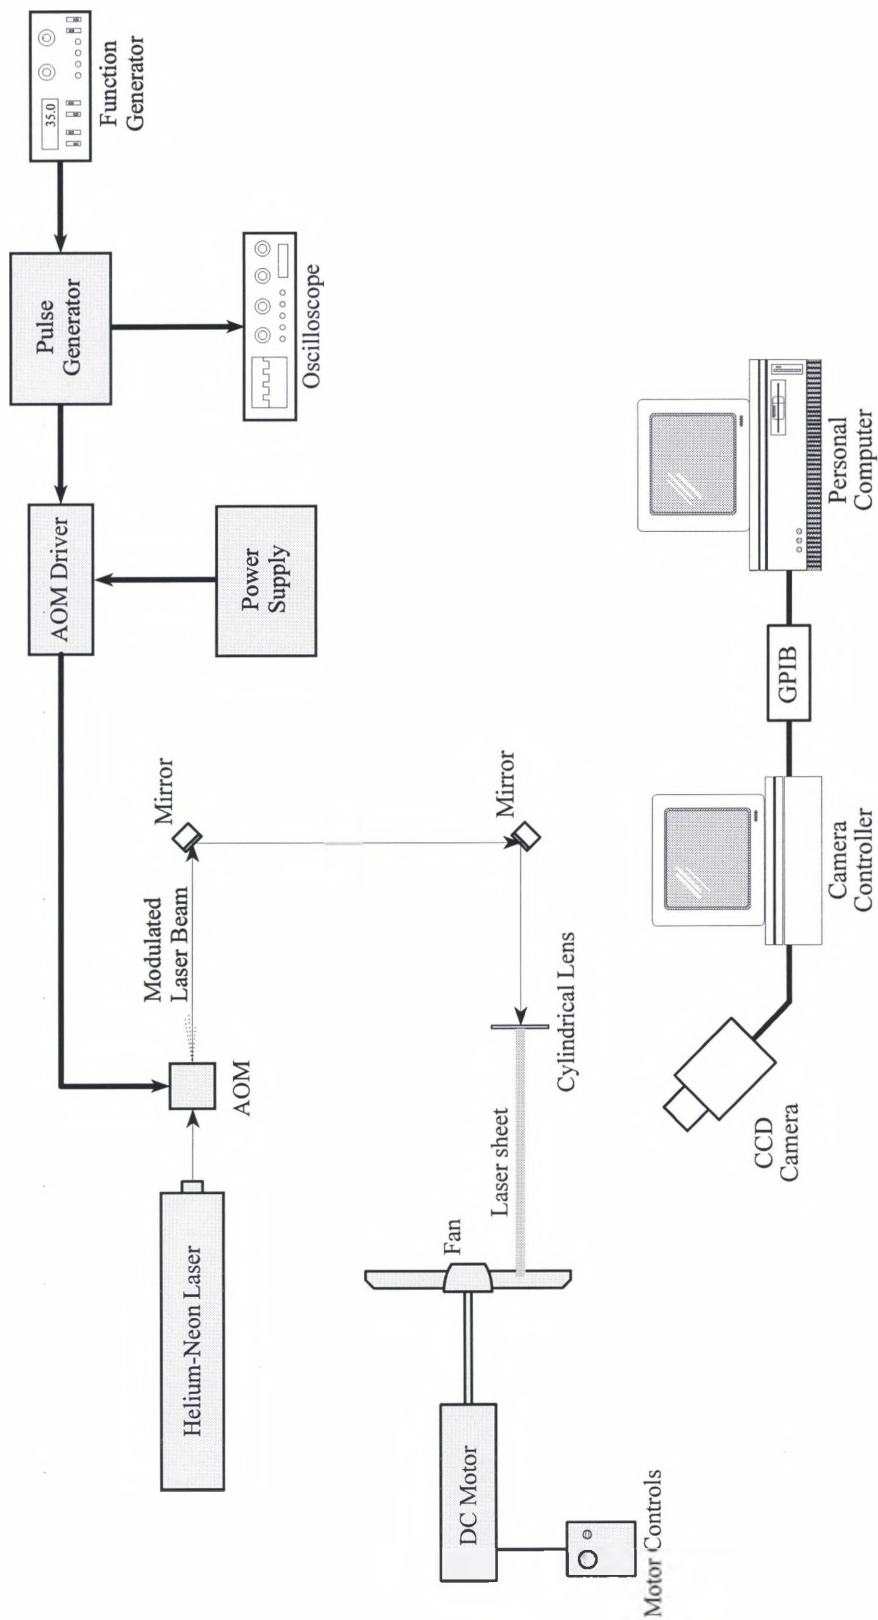 Helium-Neon Laser
AOM
Modulated
Laser Beam
Mirror
AOM Driver
Power
Supply
Pulse
Generator
Oscilloscope
35.0
Function
Generator
DC Motor
Motor Controls
Fan
Laser sheet
Cylindrical Lens
Mirror
CCD
Camera
Camera
Controller
GPIB
Personal
Computer